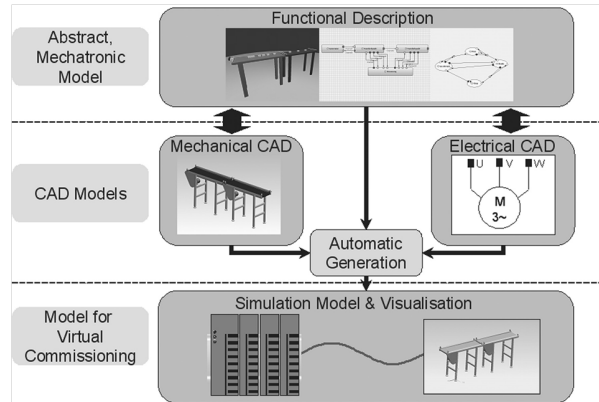 Functional Description
Abstract,
Mechatronic
Model
Mechanical CAD
Electrical CAD
U V W
M
3~
CAD Models
Automatic
Generation
Simulation Model & Visualisation
Model for
Virtual
Commissioning